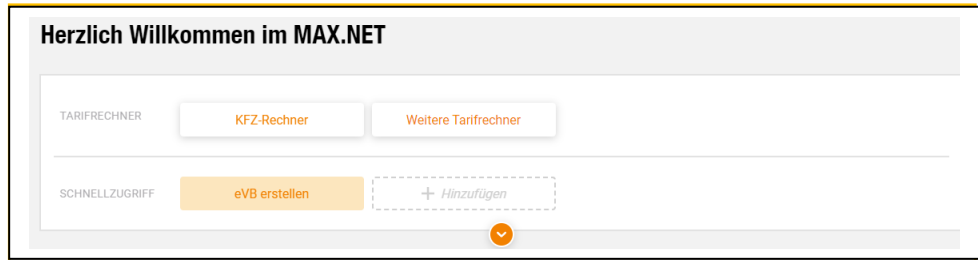 Herzlich Willkommen im MAX.NET
TARIFRECHNER KFZ-Rechner Weitere Tarifrechner
SCHNELLZUGRIFF eVB erstellen + Hinzufügen